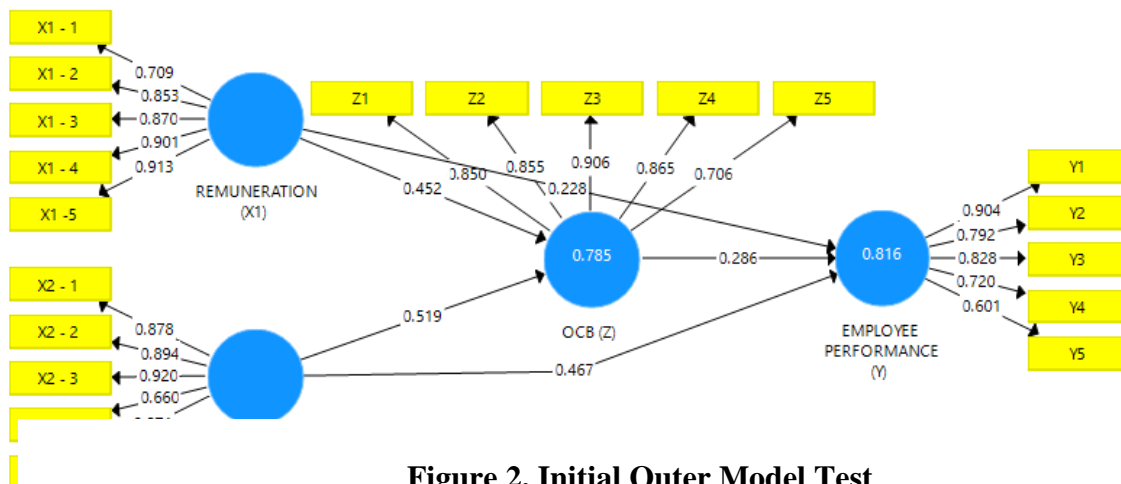 X1 - 1
X1 - 2
X1 - 3
X1 - 4
X1 -5
0.709
0.853
0.870
0.901
0.913
REMUNERATION
(X1)
Z1
Z2
Z3
Z4
Z5
0.850
0.855
0.906
0.865
0.706
0.452
0.228
0.785
OCB (Z)
0.286
0.519
0.467
0.816
EMPLOYEE
PERFORMANCE
(Y)
0.904
0.792
0.828
0.720
0.601
Y1
Y2
Y3
Y4
Y5
X2 - 1
X2 - 2
X2 - 3
0.878
0.894
0.920
0.660
Figure 2. Initial Outer Model Test